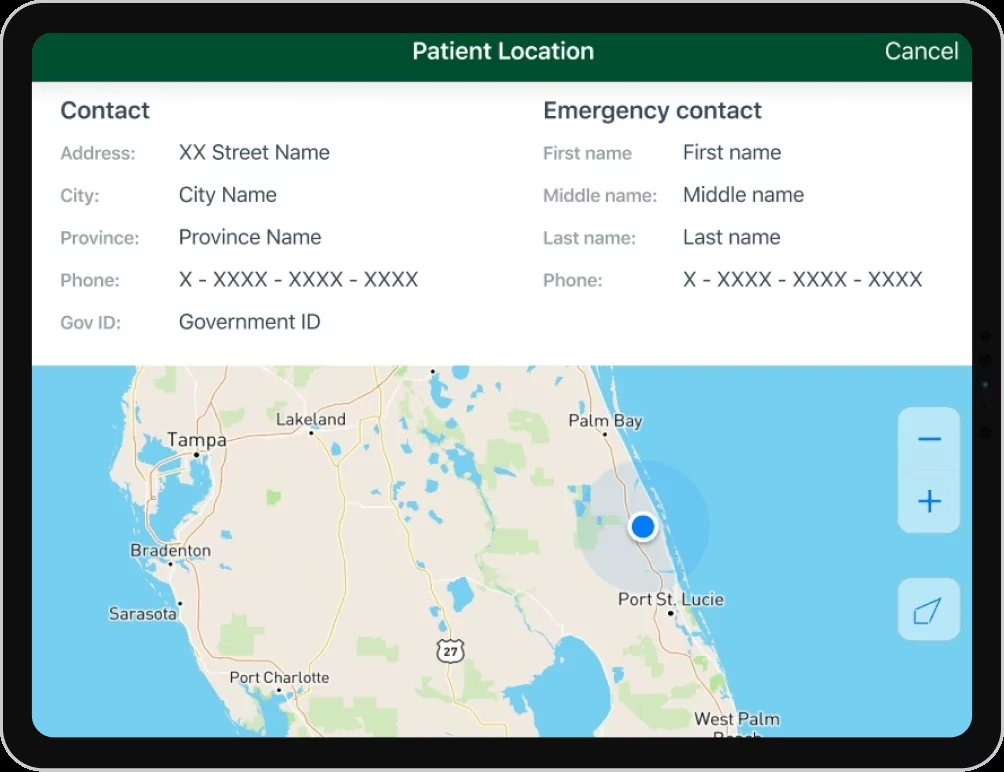 Patient Location
Cancel
Contact
Address: XX Street Name
City: City Name
Province: Province Name
Phone: X - XXXX - XXXX - XXXX
Gov ID: Government ID
Emergency contact
First name First name
Middle name: Middle name
Last name: Last name
Phone: X - XXXX - XXXX - XXXX
Lakeland
Palm Bay
Tampa
Bradenton
Port St. Lucie
Sarasota
27
Port Charlotte
West Palm
Beach